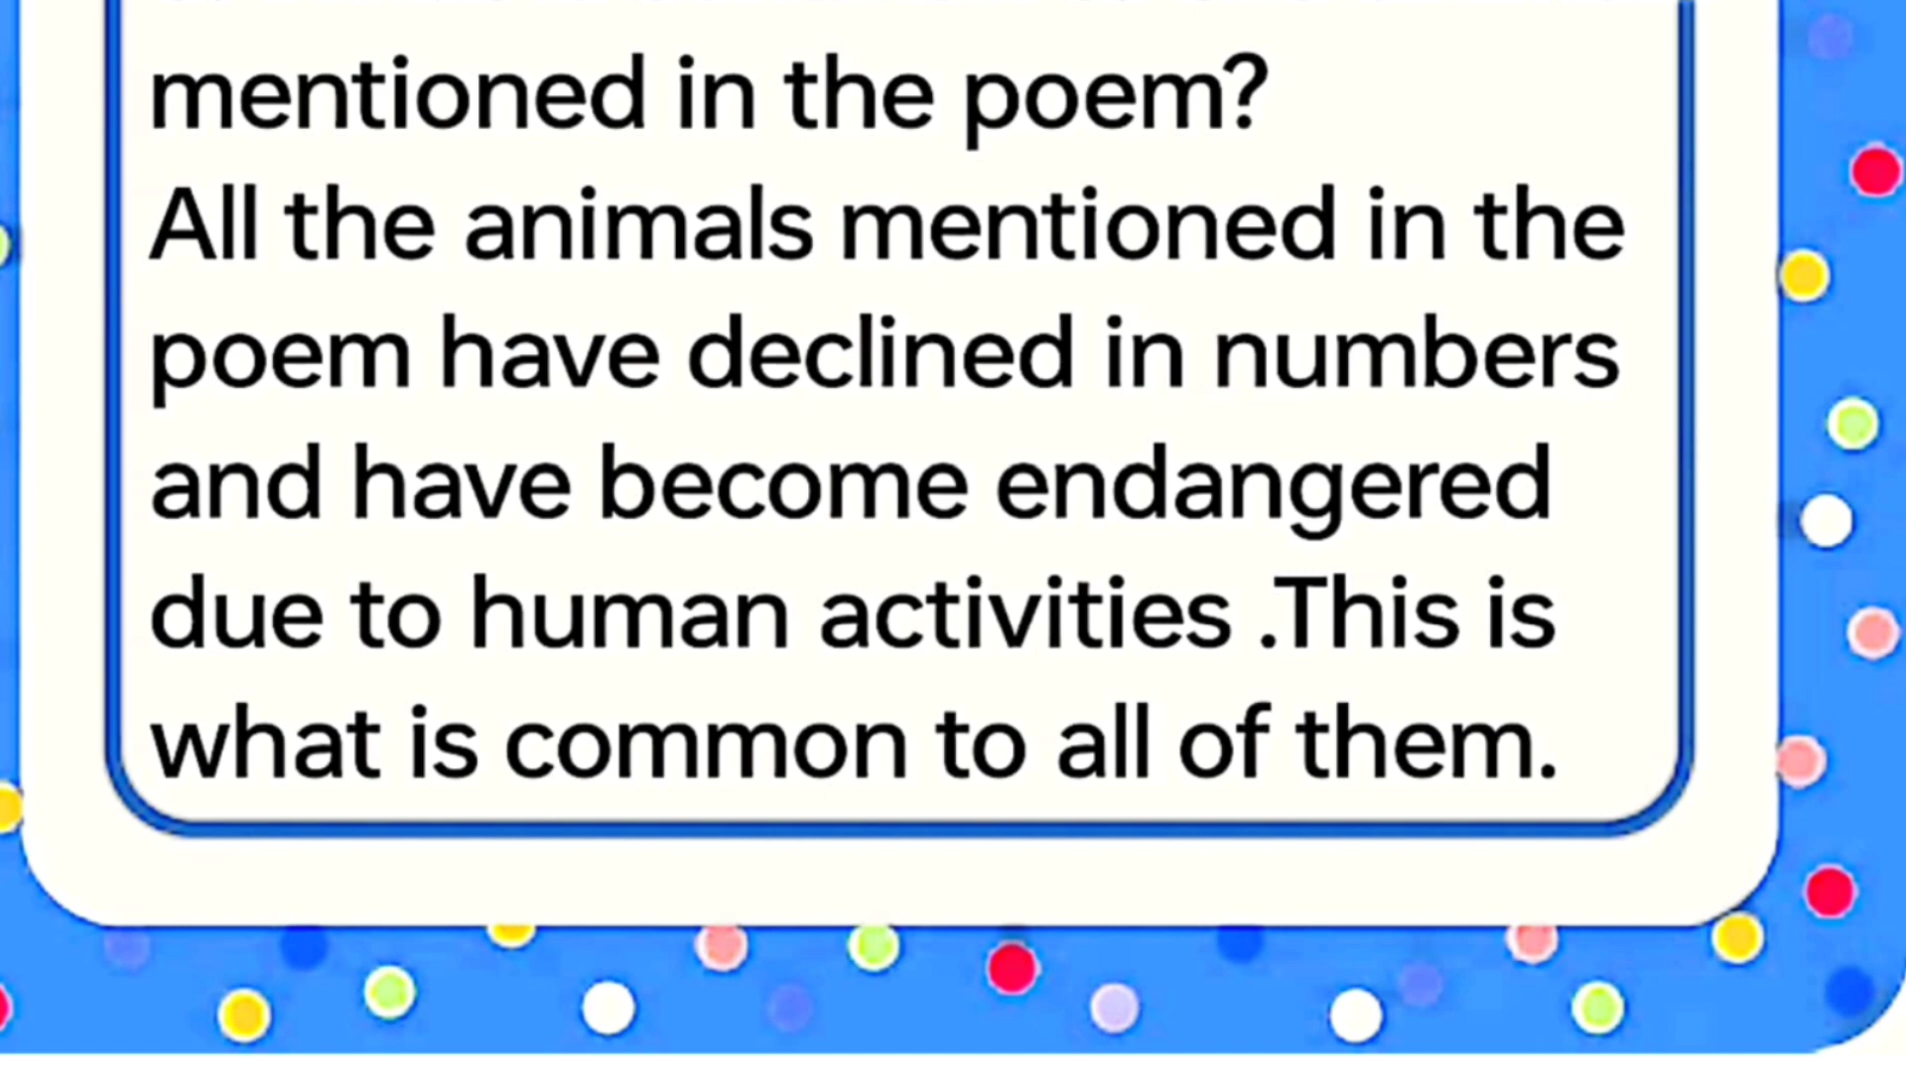 mentioned in the poem?
All the animals mentioned in the
poem have declined in numbers
and have become endangered
due to human activities .This is
what is common to all of them.